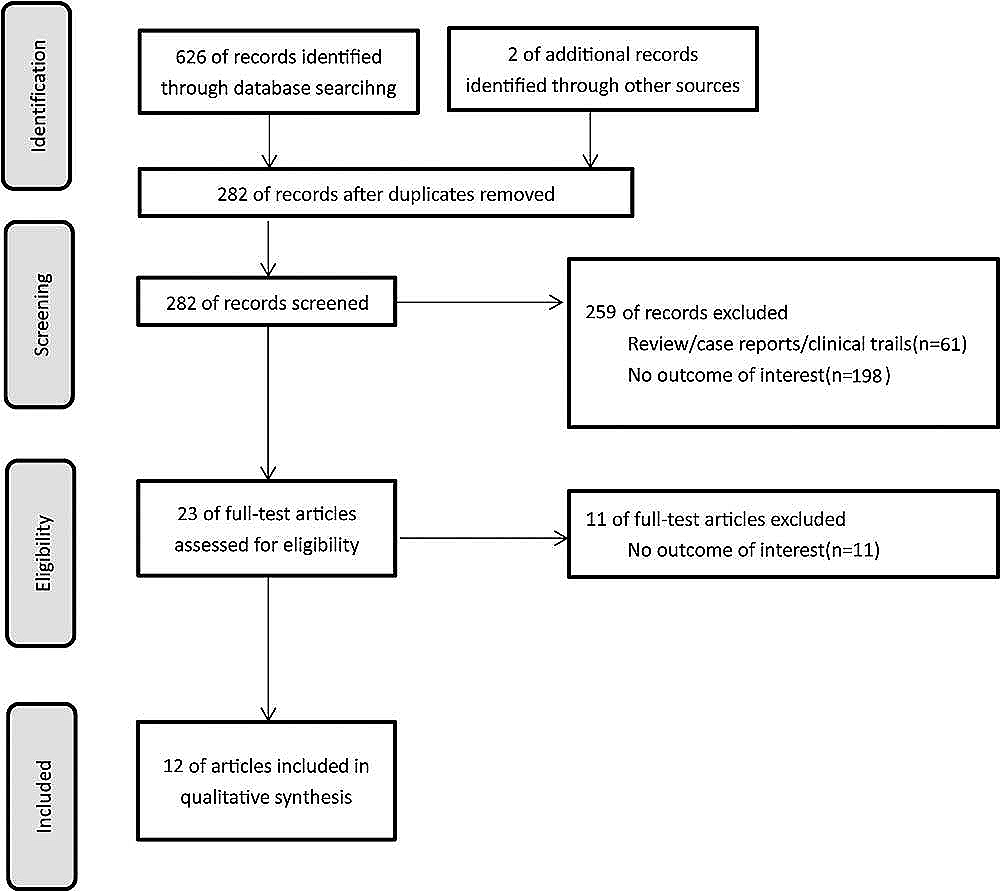 Identification
626 of records identified
through database searcihng
2 of additional records
identified through other sources
282 of records after duplicates removed
Screening
282 of records screened
259 of records excluded
Review/case reports/clinical trails(n=61)
No outcome of interest(n=198)
Eligibility
23 of full-test articles
assessed for eligibility
11 of full-test articles excluded
No outcome of interest(n=11)
Included
12 of articles included in
qualitative synthesis